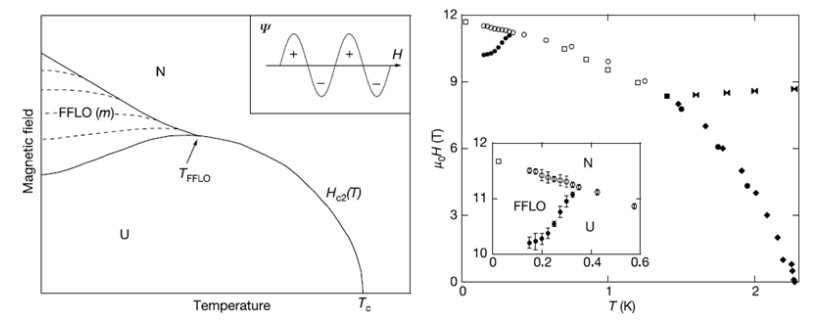 Ψ
H
+
+
–
–
N
FFLO (m)
T_FFLO
H_c2(T)
U
Magnetic field
Temperature
T_c
12
9
6
3
0
μ₀H (T)
0
1
2
T (K)
12
11
10
0
0.2
0.4
0.6
N
FFLO
U